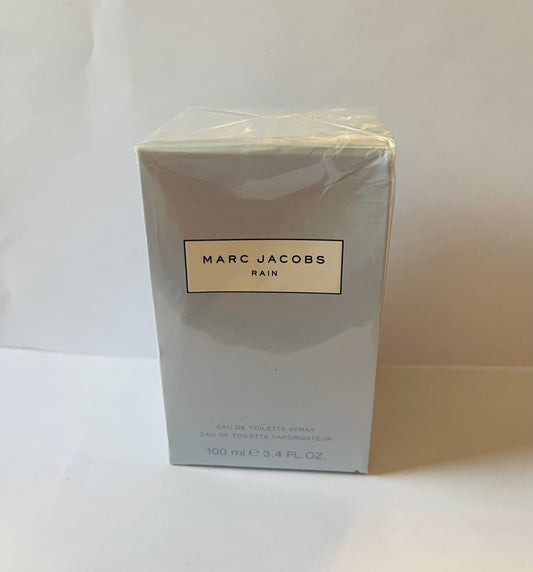 MARC JACOBS
RAIN
EAU DE TOILETTE SPRAY
EAU DE TOILETTE VAPORISATEUR
100 ml ℮ 3.4 FL.OZ.